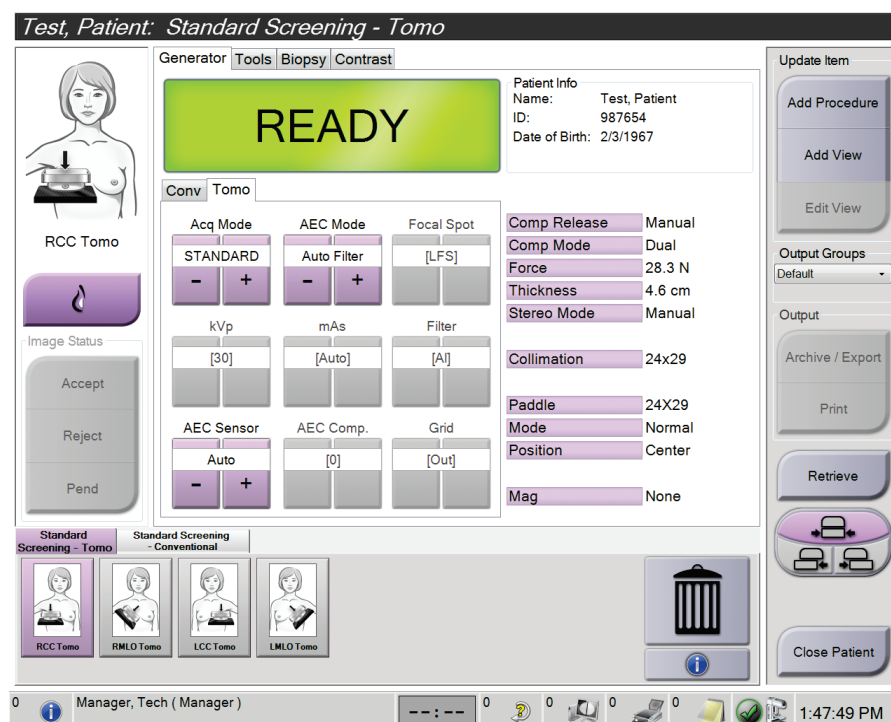 Test, Patient: Standard Screening - Tomo
Generator Tools Biopsy Contrast
READY
Patient Info
Name: Test, Patient
ID: 987654
Date of Birth: 2/3/1967
RCC Tomo
Image Status
Accept
Reject
Pend
Conv Tomo
Acq Mode AEC Mode Focal Spot
STANDARD Auto Filter [LFS]
- + - +
kVp mAs Filter
[30] [Auto] [Al]
AEC Sensor AEC Comp. Grid
Auto [0] [Out]
- +
Comp Release Manual
Comp Mode Dual
Force 28.3 N
Thickness 4.6 cm
Stereo Mode Manual
Collimation 24x29
Paddle 24X29
Mode Normal
Position Center
Mag None
Update Item
Add Procedure
Add View
Edit View
Output Groups
Default
Output
Archive / Export
Print
Retrieve
Close Patient
Standard
Screening - Tomo
Standard Screening
- Conventional
RCC Tomo RMLO Tomo LCC Tomo LMLO Tomo
0 Manager, Tech ( Manager ) --:-- 0 0 0 0 1:47:49 PM